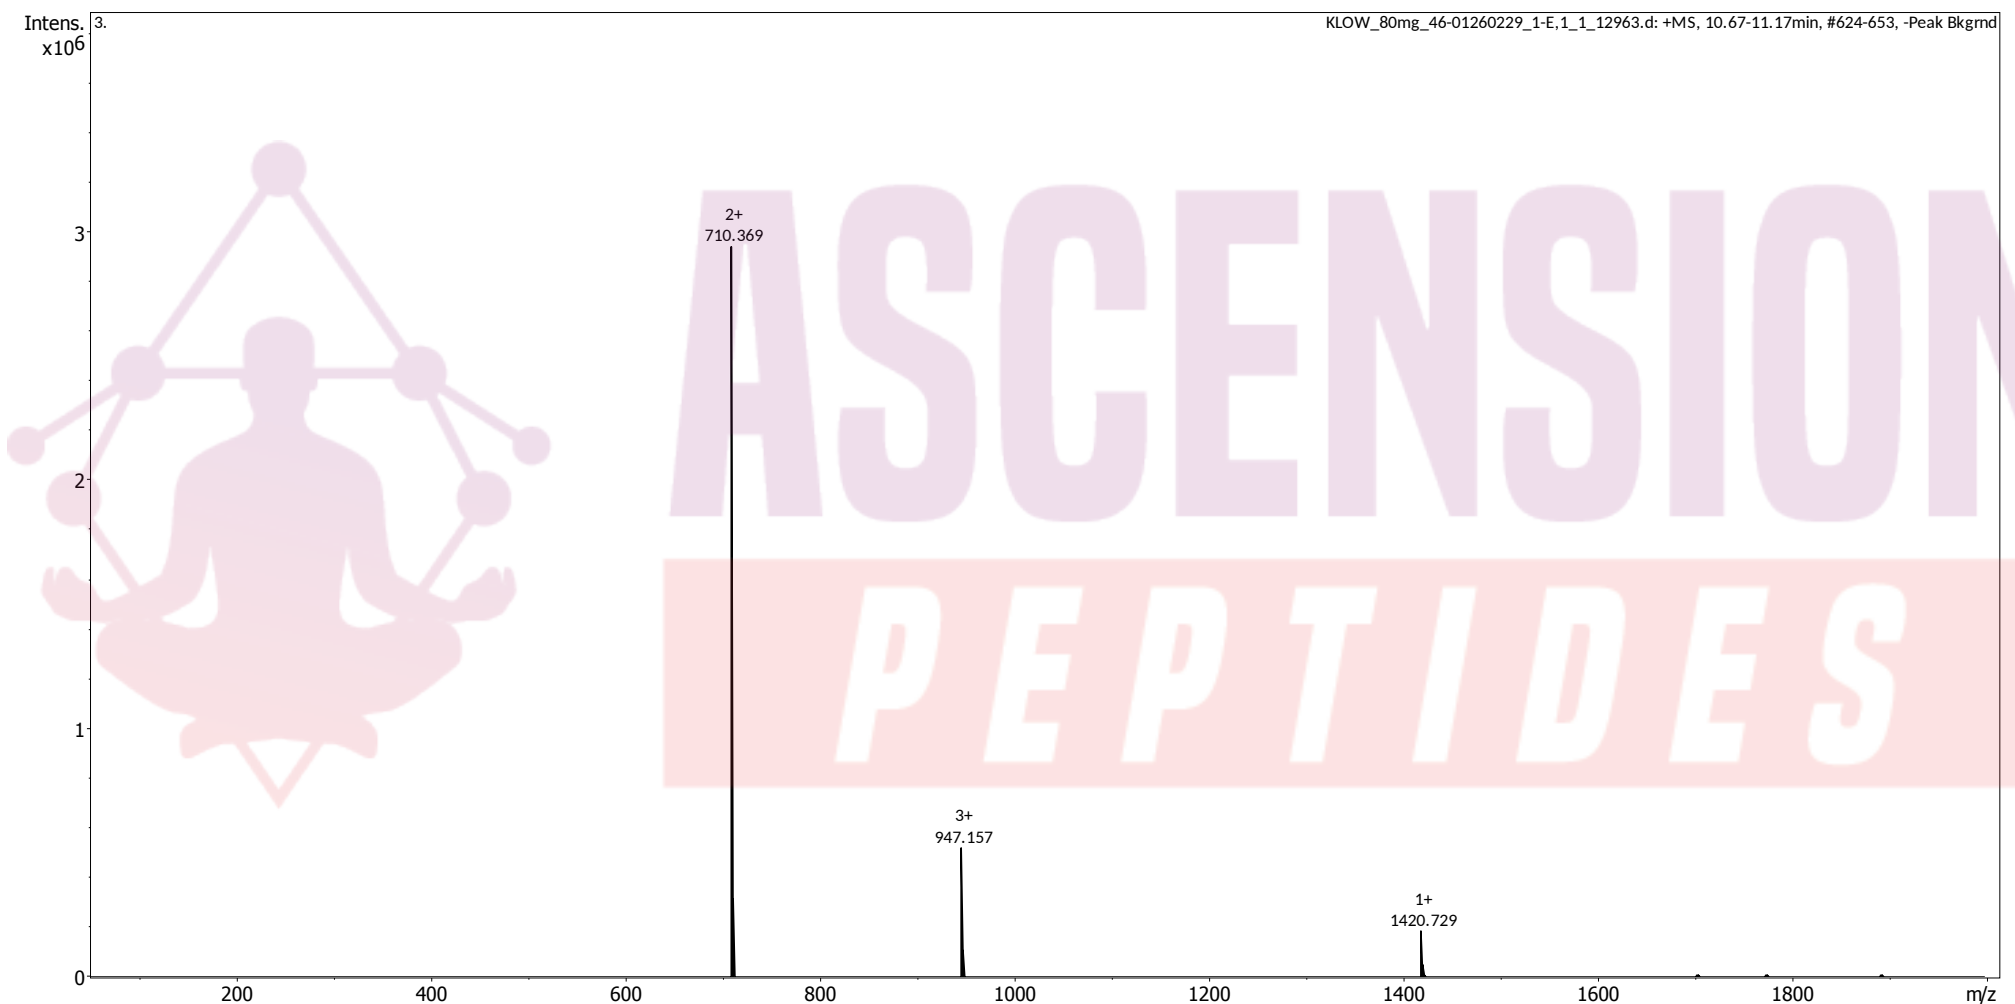 Intens.
x10^6
3.
KLOW_80mg_46-01260229_1-E,1_1_12963.d: +MS, 10.67-11.17min, #624-653, -Peak Bkgrnd
ASCENSION
PEPTIDES
2+
710.369
3+
947.157
1+
1420.729
3
2
1
0
200 400 600 800 1000 1200 1400 1600 1800 m/z